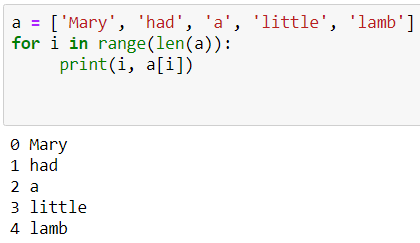 a = ['Mary', 'had', 'a', 'little', 'lamb']
for i in range(len(a)):
     print(i, a[i])
0 Mary
1 had
2 a
3 little
4 lamb